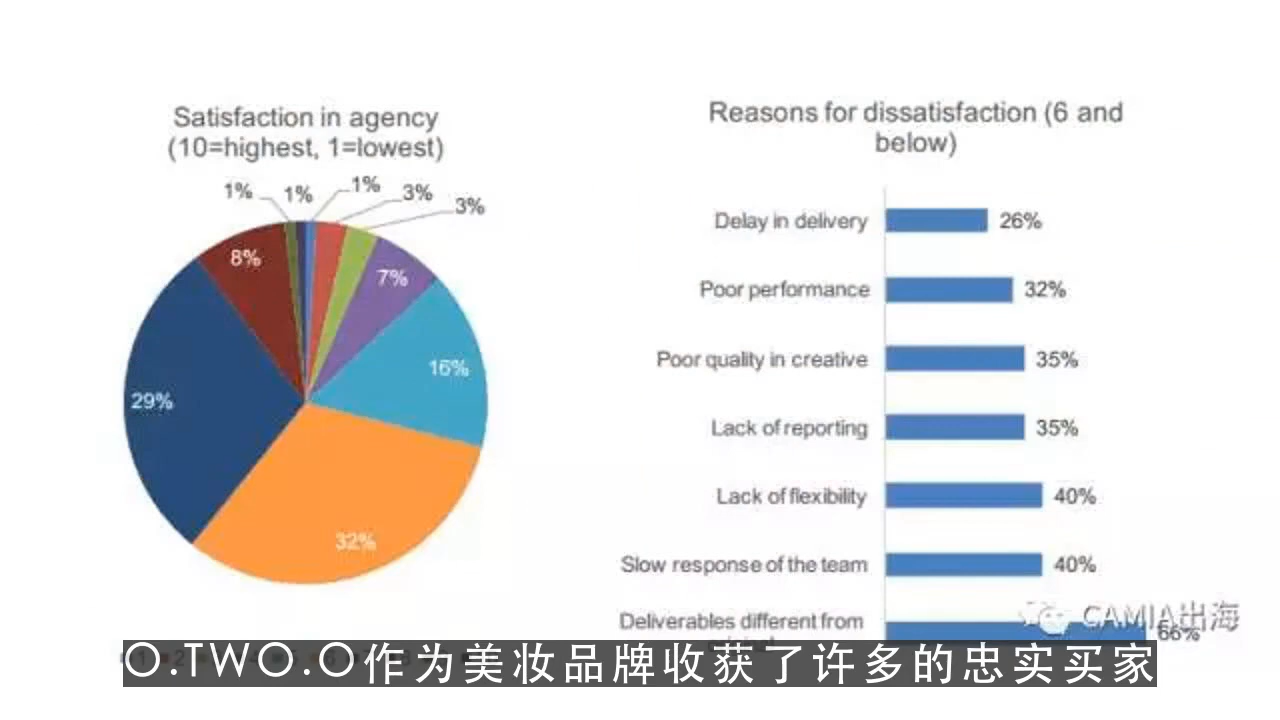 Satisfaction in agency
(10=highest, 1=lowest)
1%
1%
1%
3%
3%
8%
7%
16%
29%
32%
Reasons for dissatisfaction (6 and
below)
Delay in delivery
26%
Poor performance
32%
Poor quality in creative
35%
Lack of reporting
35%
Lack of flexibility
40%
Slow response of the team
40%
Deliverables different from
66%
CAMIA出海
O.TWO.O作为美妆品牌收获了许多的忠实买家